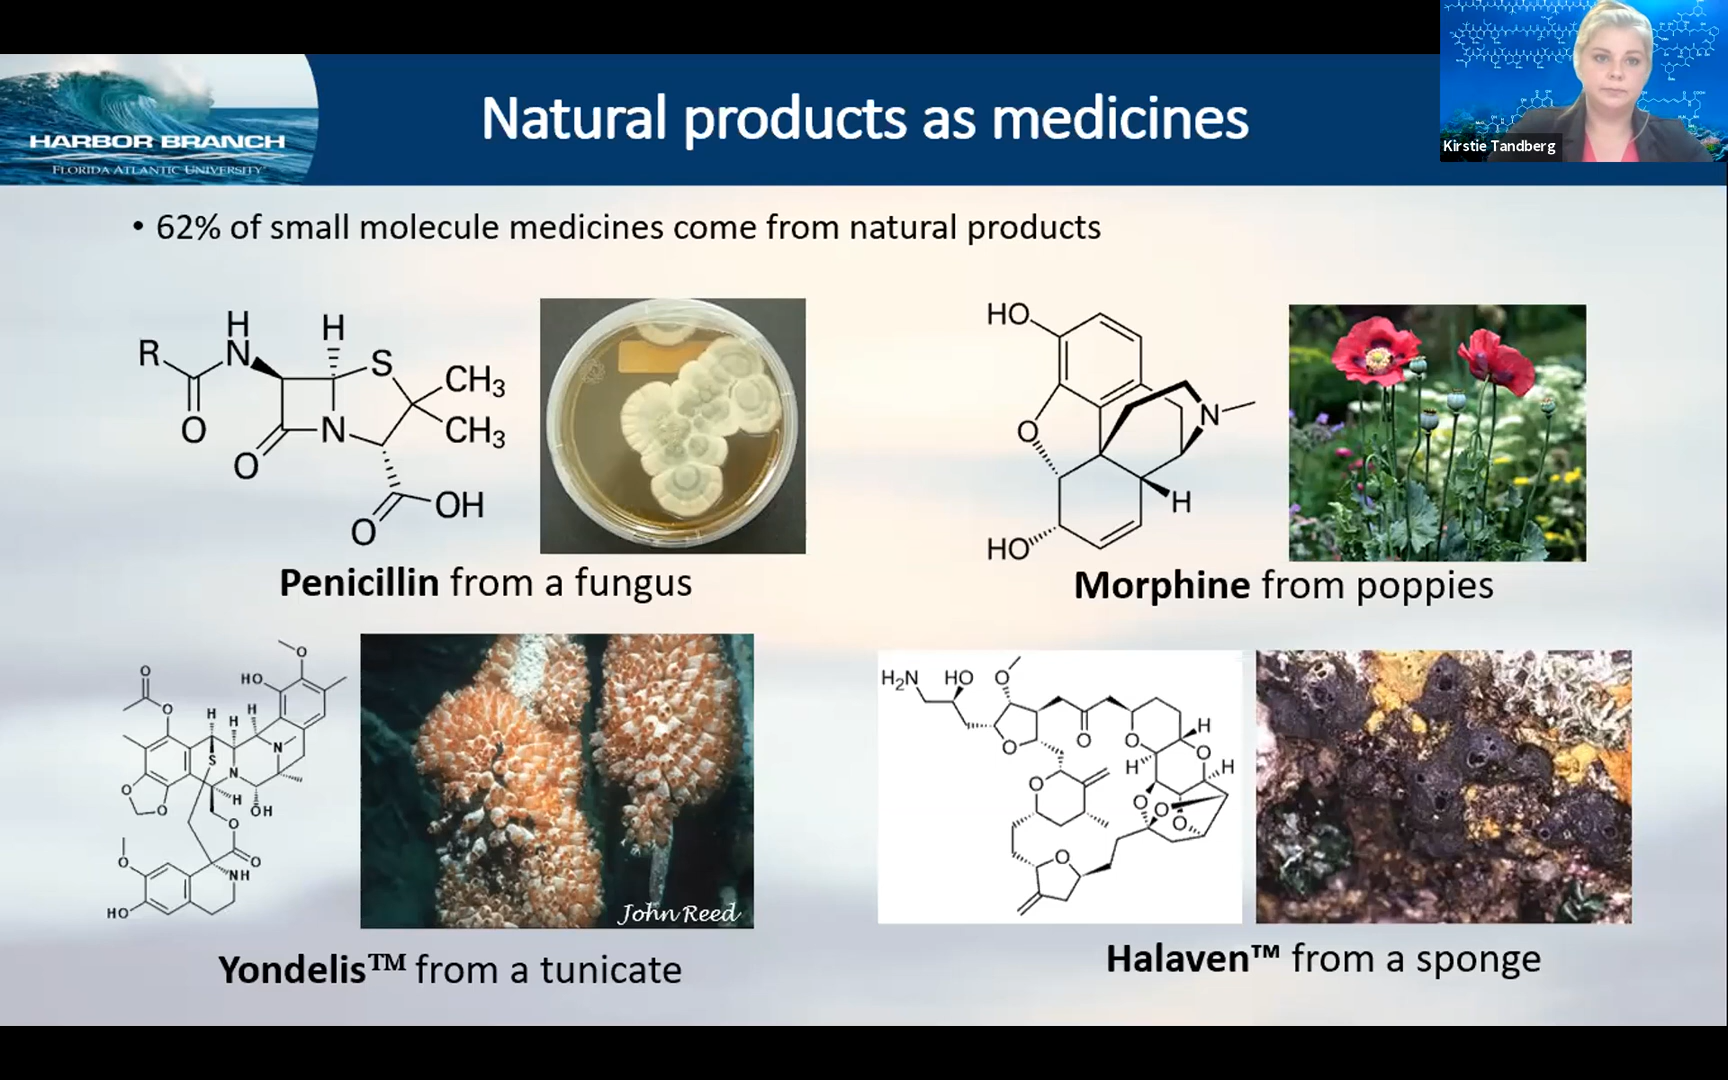 HARBOR BRANCH
FLORIDA ATLANTIC UNIVERSITY
Natural products as medicines
Kirstie Tandberg
• 62% of small molecule medicines come from natural products
H
H
R
N
S
CH₃
O
N
CH₃
O
OH
O
Penicillin from a fungus
HO
O
N
H
HO
Morphine from poppies
O
O
HO
O
H
H
H
N
S
N
O
O
H
OH
O
O
O
NH
HO
John Reed
Yondelis™ from a tunicate
H₂N
HO
O
O
O
O
H
O
H
H
O
O
O
O
O
Halaven™ from a sponge